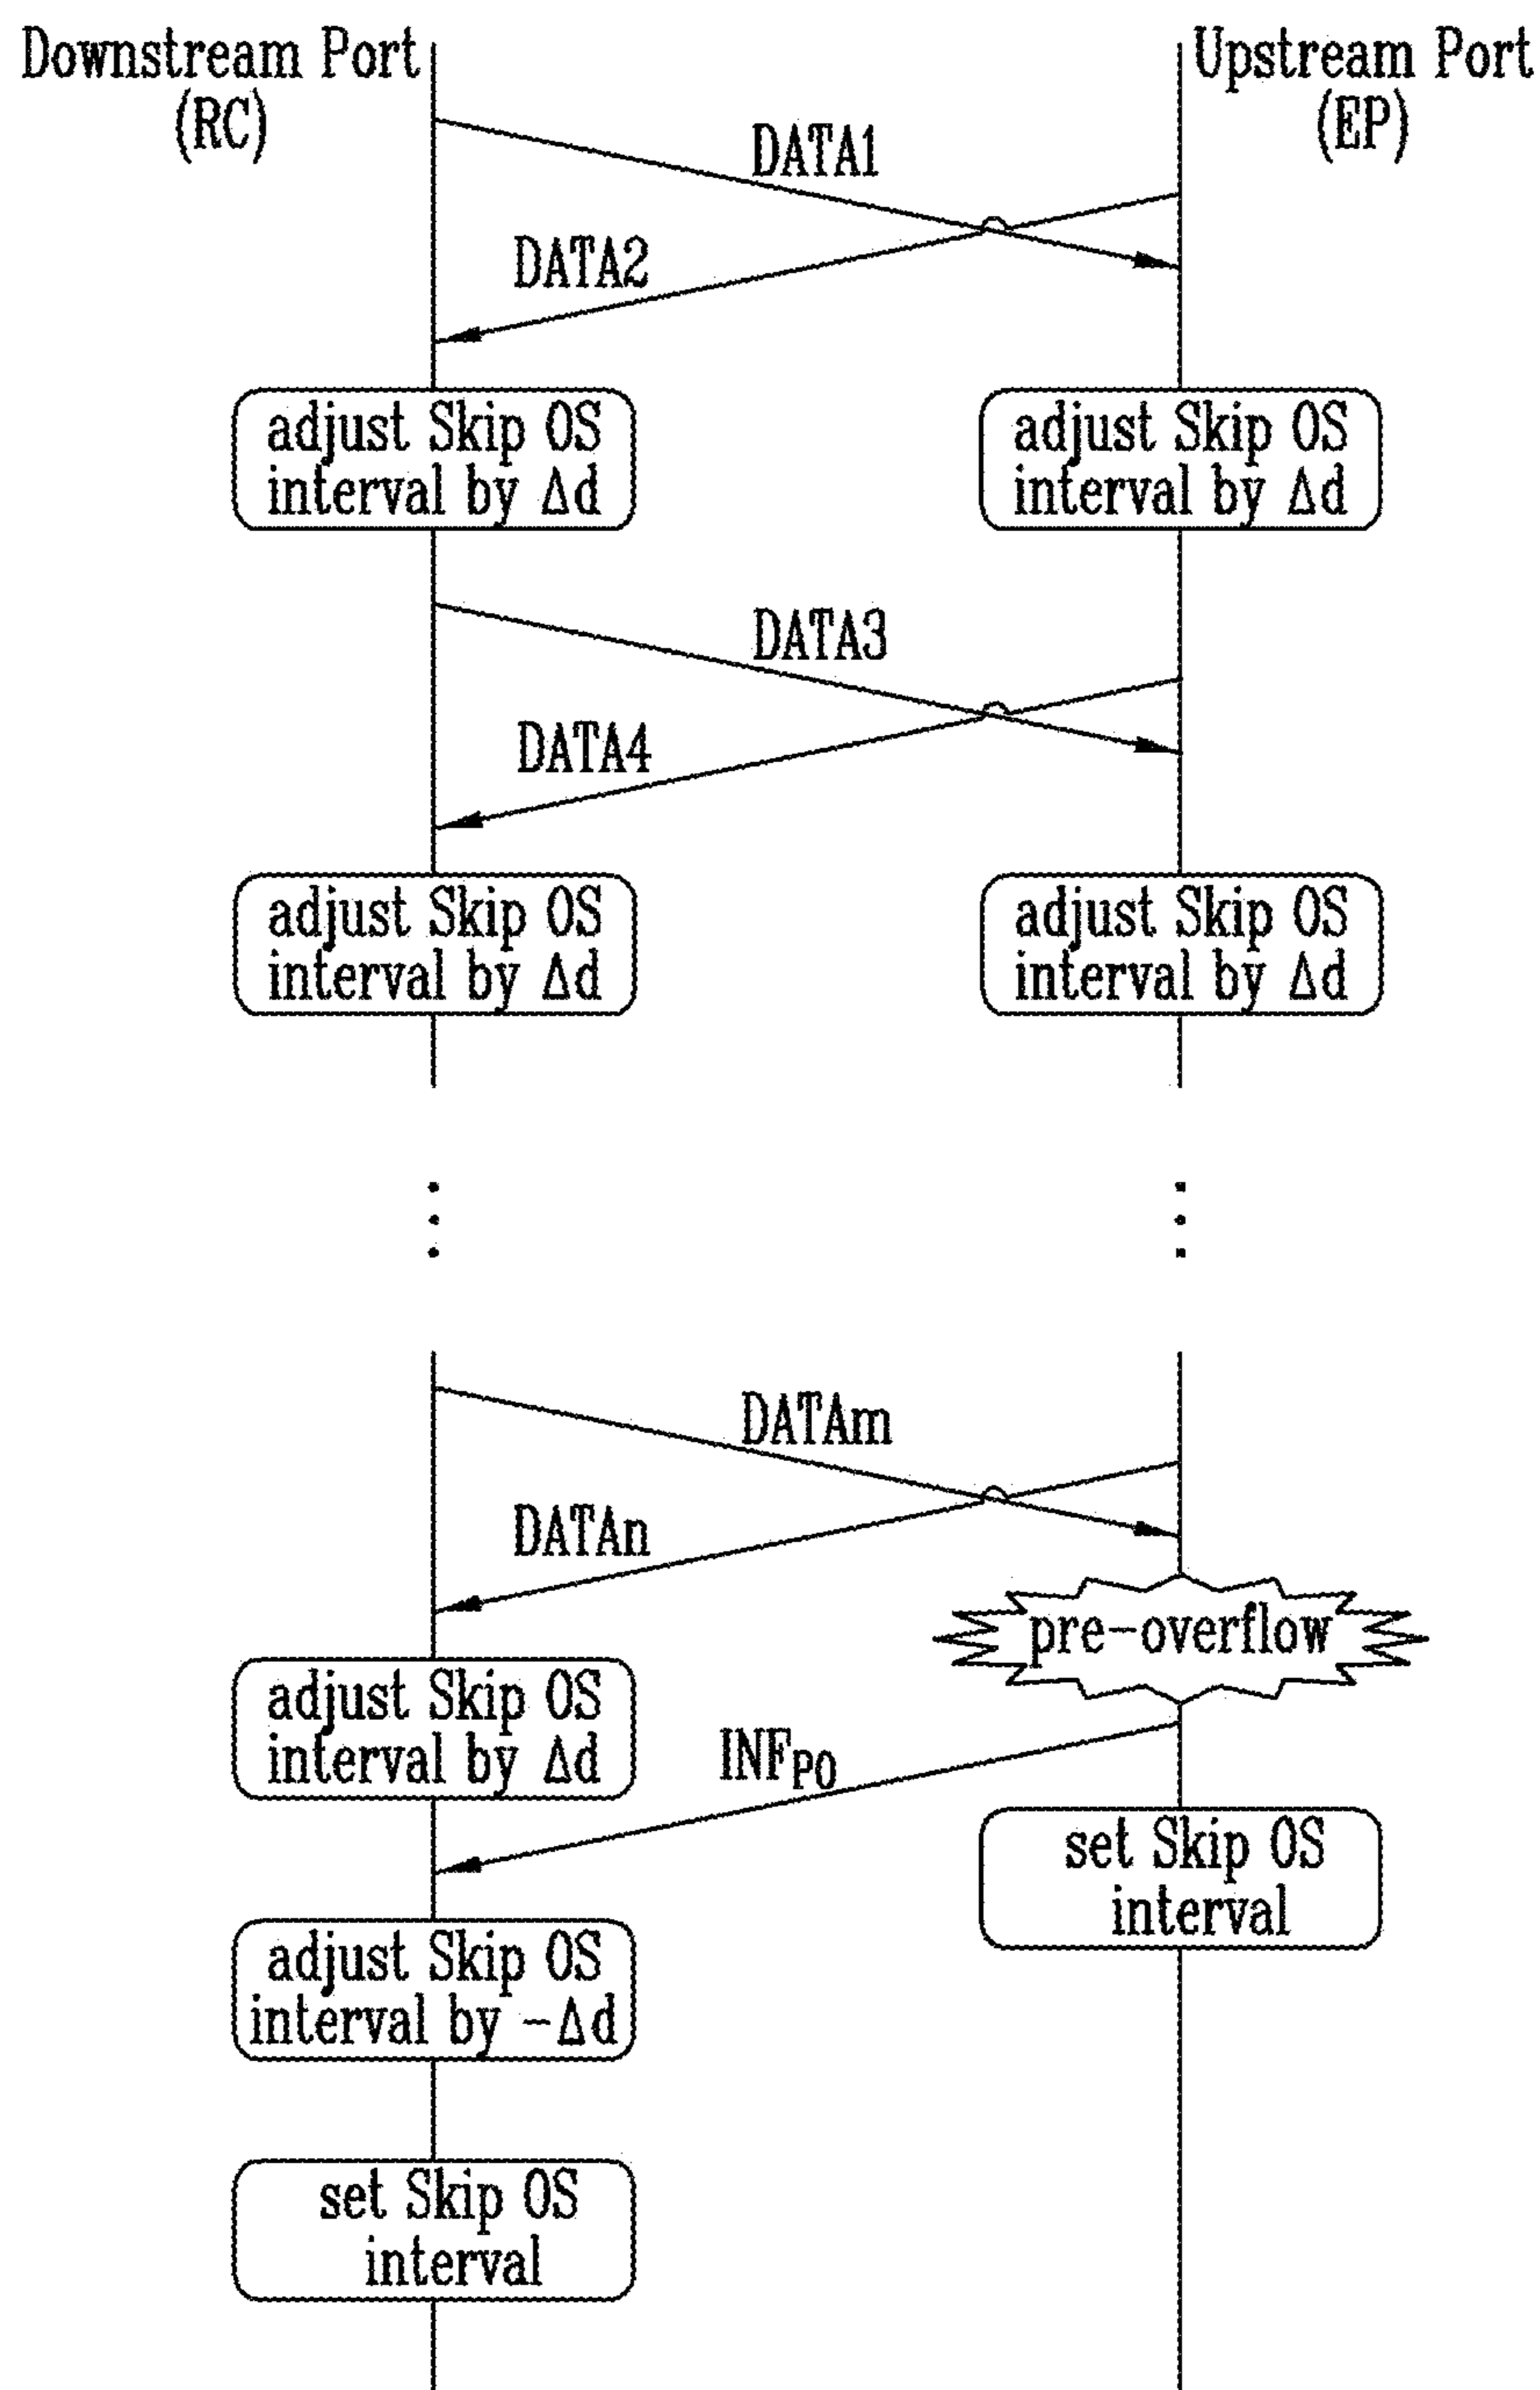 Downstream Port
(RC)
Upstream Port
(EP)
DATA1
DATA2
adjust Skip OS
interval by Δd
adjust Skip OS
interval by Δd
DATA3
DATA4
adjust Skip OS
interval by Δd
adjust Skip OS
interval by Δd
DATAm
DATAn
pre-overflow
adjust Skip OS
interval by Δd
INFPO
set Skip OS
interval
adjust Skip OS
interval by -Δd
set Skip OS
interval